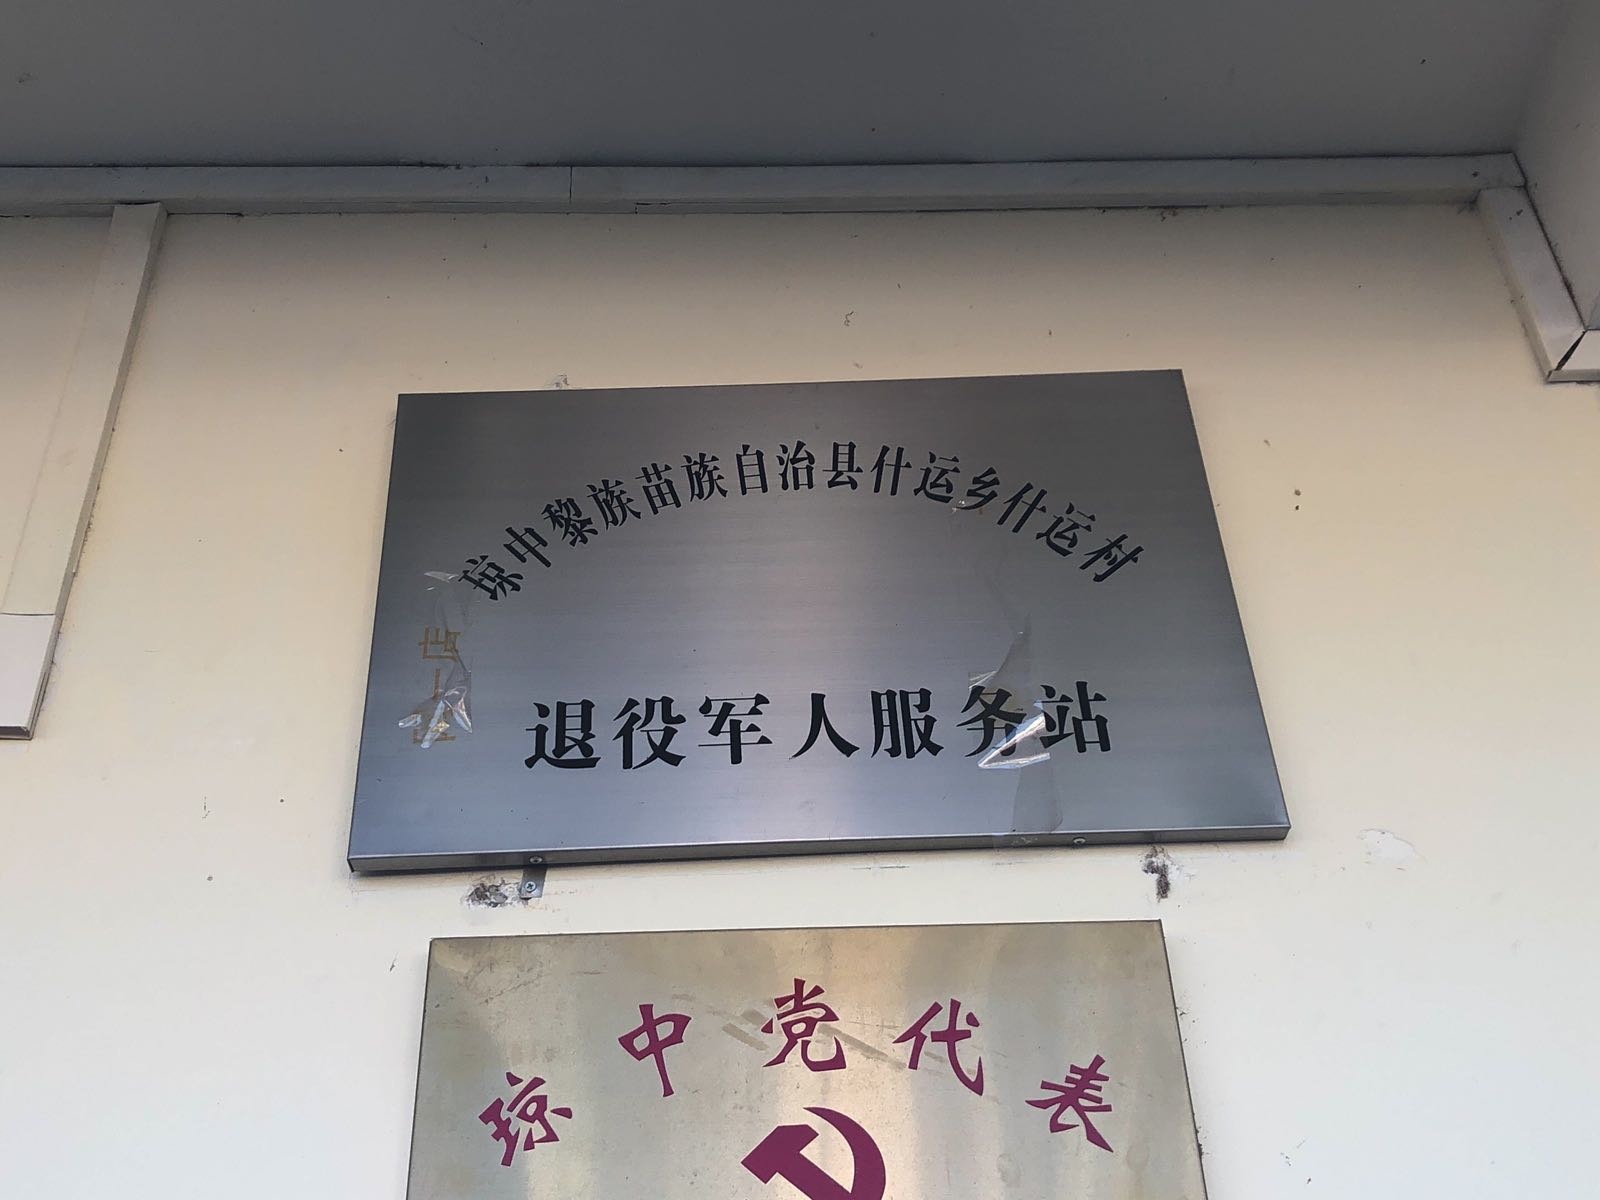 琼中黎族苗族自治县什运乡什运村
退役军人服务站
琼中党代表